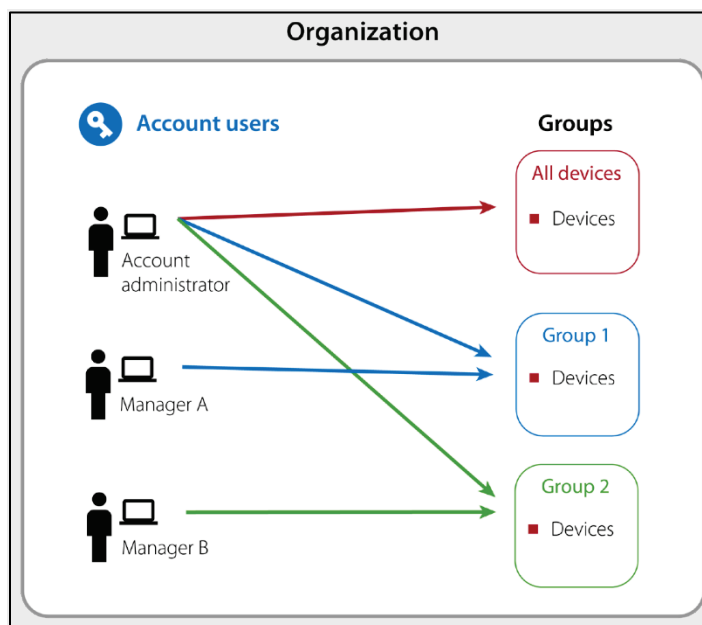 Organization
Account users
Groups
All devices
Devices
Account
administrator
Group 1
Devices
Manager A
Group 2
Devices
Manager B